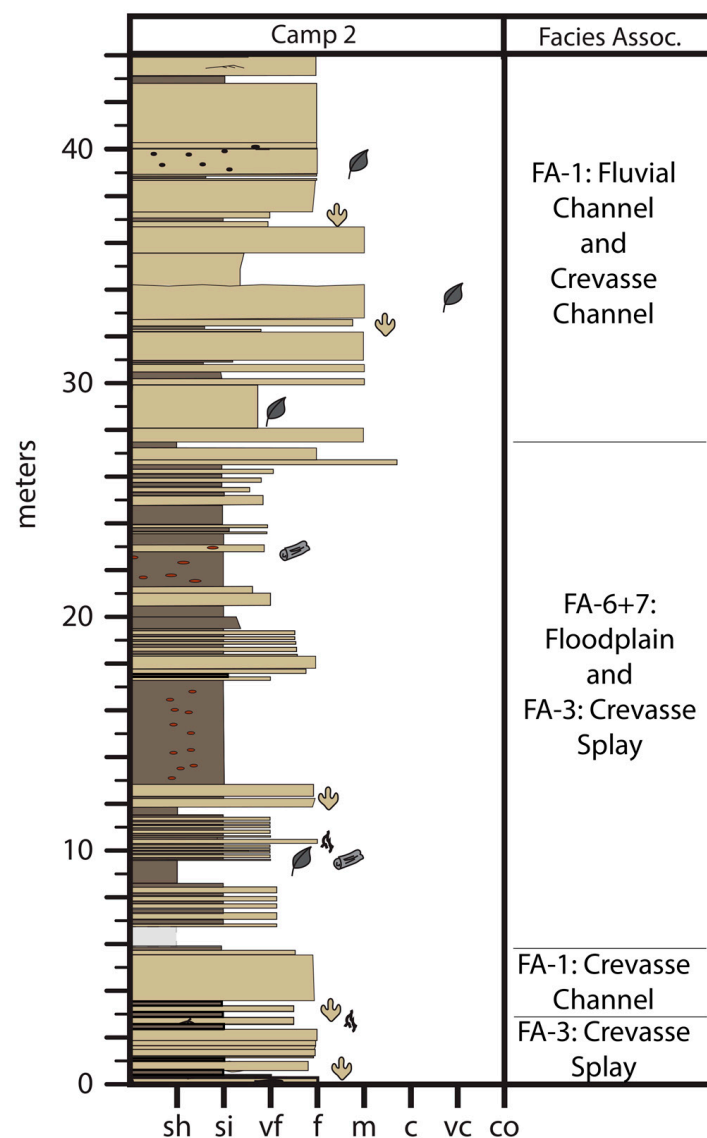 Camp 2
Facies Assoc.
40
30
20
10
0
meters
FA-1: Fluvial
Channel
and
Crevasse
Channel
FA-6+7:
Floodplain
and
FA-3: Crevasse
Splay
FA-1: Crevasse
Channel
FA-3: Crevasse
Splay
sh si vf f m c vc co